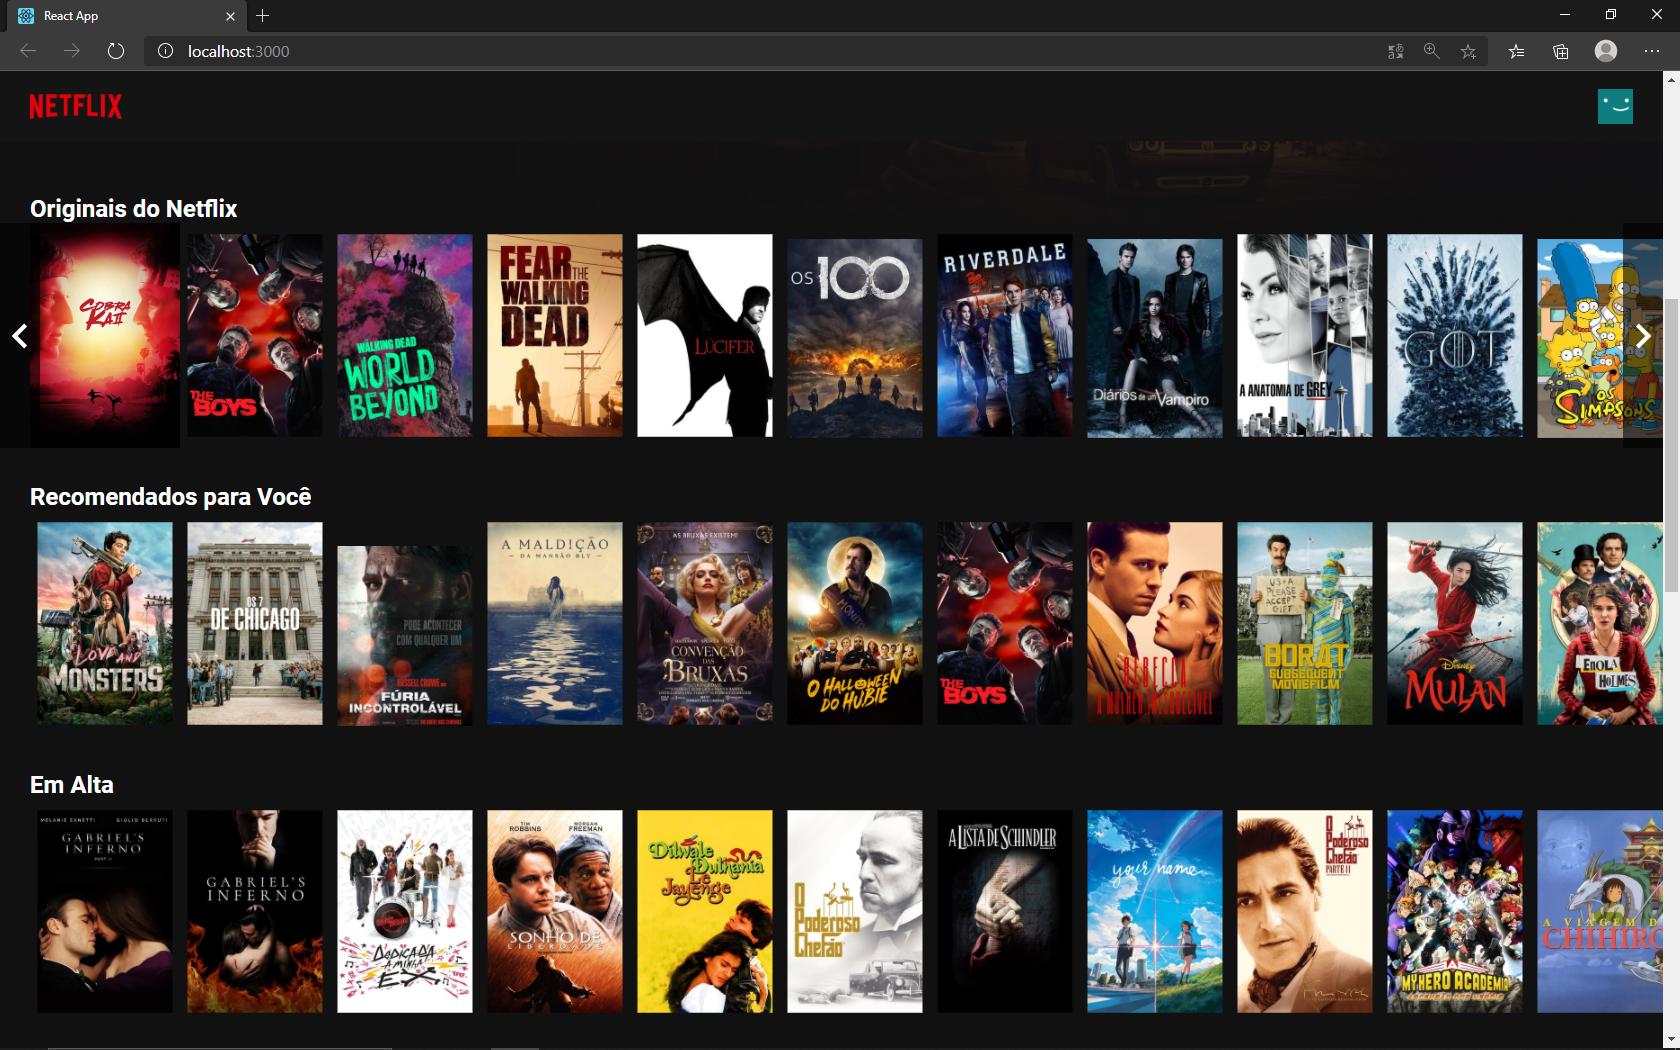 React App
localhost:3000
NETFLIX
Originais do Netflix
COBRA
KAI
THE
BOYS
THE
WALKING DEAD
WORLD
BEYOND
FEAR THE
WALKING
DEAD
LUCIFER
OS 100
RIVERDALE
Diários de um Vampiro
A ANATOMIA DE GREY
GOT
OS
SIMPSONS
Recomendados para Você
LOVE AND
MONSTERS
OS 7
DE CHICAGO
PODE ACONTECER
COM QUALQUER UM
RUSSELL CROWE
FÚRIA
INCONTROLÁVEL
A MALDIÇÃO
DA MANSÃO BLY
AS BRUXAS EXISTEM!
CONVENÇÃO
DAS
BRUXAS
O HALLOWEEN
DO HUBIE
THE
BOYS
REBECCA
A MULHER INESQUECÍVEL
US+A
PLEASE
ACCEPT
GIFT
BORAT
SUBSEQUENT
MOVIEFILM
DISNEY
MULAN
ENOLA
HOLMES
Em Alta
MELANIE ZANETTI GIULIO BERRUTI
GABRIEL'S
INFERNO
PART II
GABRIEL'S
INFERNO
DEDICADA
A MINHA
EX
TIM
ROBBINS
MORGAN
FREEMAN
SONHO DE
LIBERDADE
Dilwale
Dulhania
Le
Jayenge
O
Poderoso
Chefão
A LISTA DE SCHINDLER
your name.
O
Poderoso
Chefão
PARTE II
MY HERO ACADEMIA
A VIAGEM D
CHIHIRO